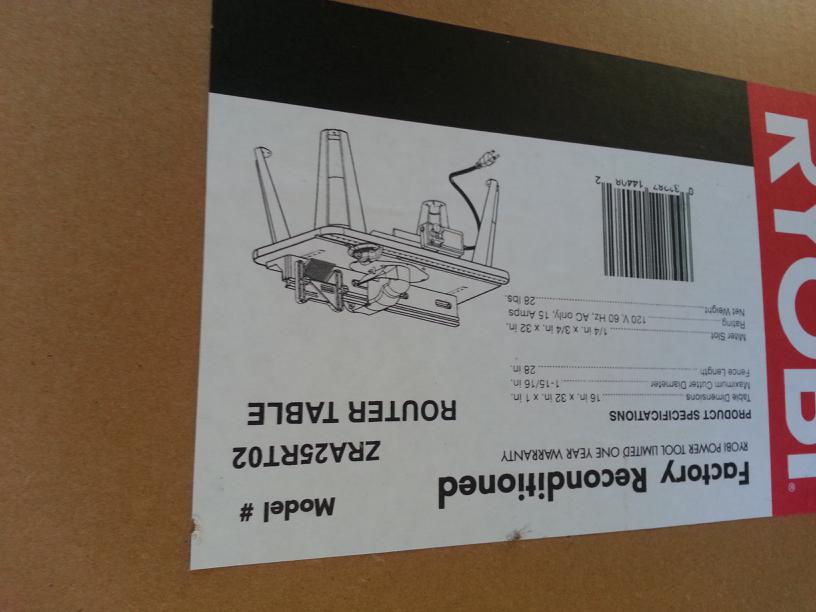 RYOBI®
Factory Reconditioned
RYOBI POWER TOOL LIMITED ONE YEAR WARRANTY
Model #
ZRA25RT02
ROUTER TABLE
PRODUCT SPECIFICATIONS
Table Dimensions 16 in. x 32 in. x 1 in.
Maximum Cutter Diameter 1-15/16 in.
Fence Length 28 in.
Miter Slot 1/4 in. x 3/4 in. x 32 in.
Rating 120 V, 60 Hz, AC only, 15 Amps
Net Weight 28 lbs.